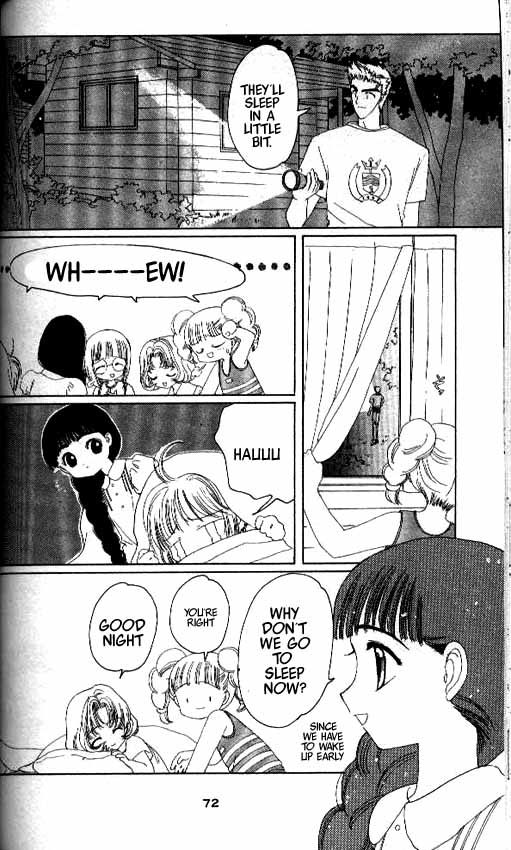 THEY'LL
SLEEP
IN A
LITTLE
BIT.
WH----EW!
HAUUU
WHY
DON'T
WE GO
TO
SLEEP
NOW?
SINCE
WE HAVE
TO WAKE
UP EARLY
YOU'RE
RIGHT
GOOD
NIGHT
72